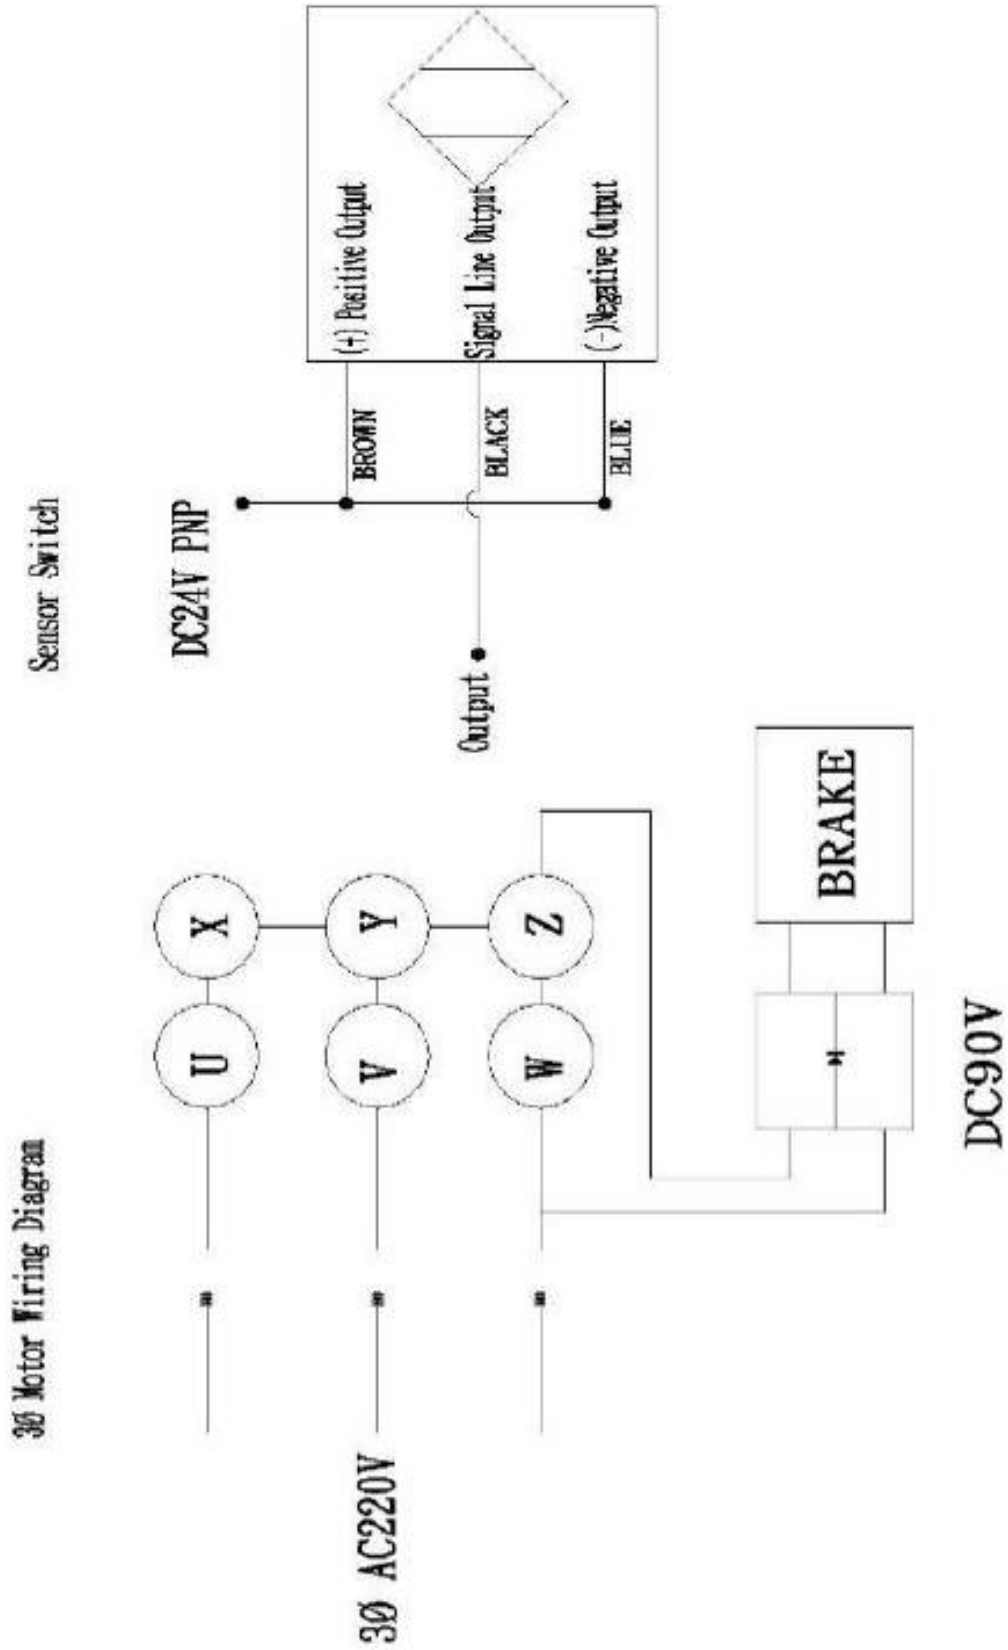 3Ø Motor Wiring Diagram
3Ø AC220V
U
X
V
Y
W
Z
BRAKE
DC90V
Sensor Switch
DC24V PNP
Output
BROWN
BLACK
BLUE
(+) Positive Output
Signal Line Output
(-)Negative Output